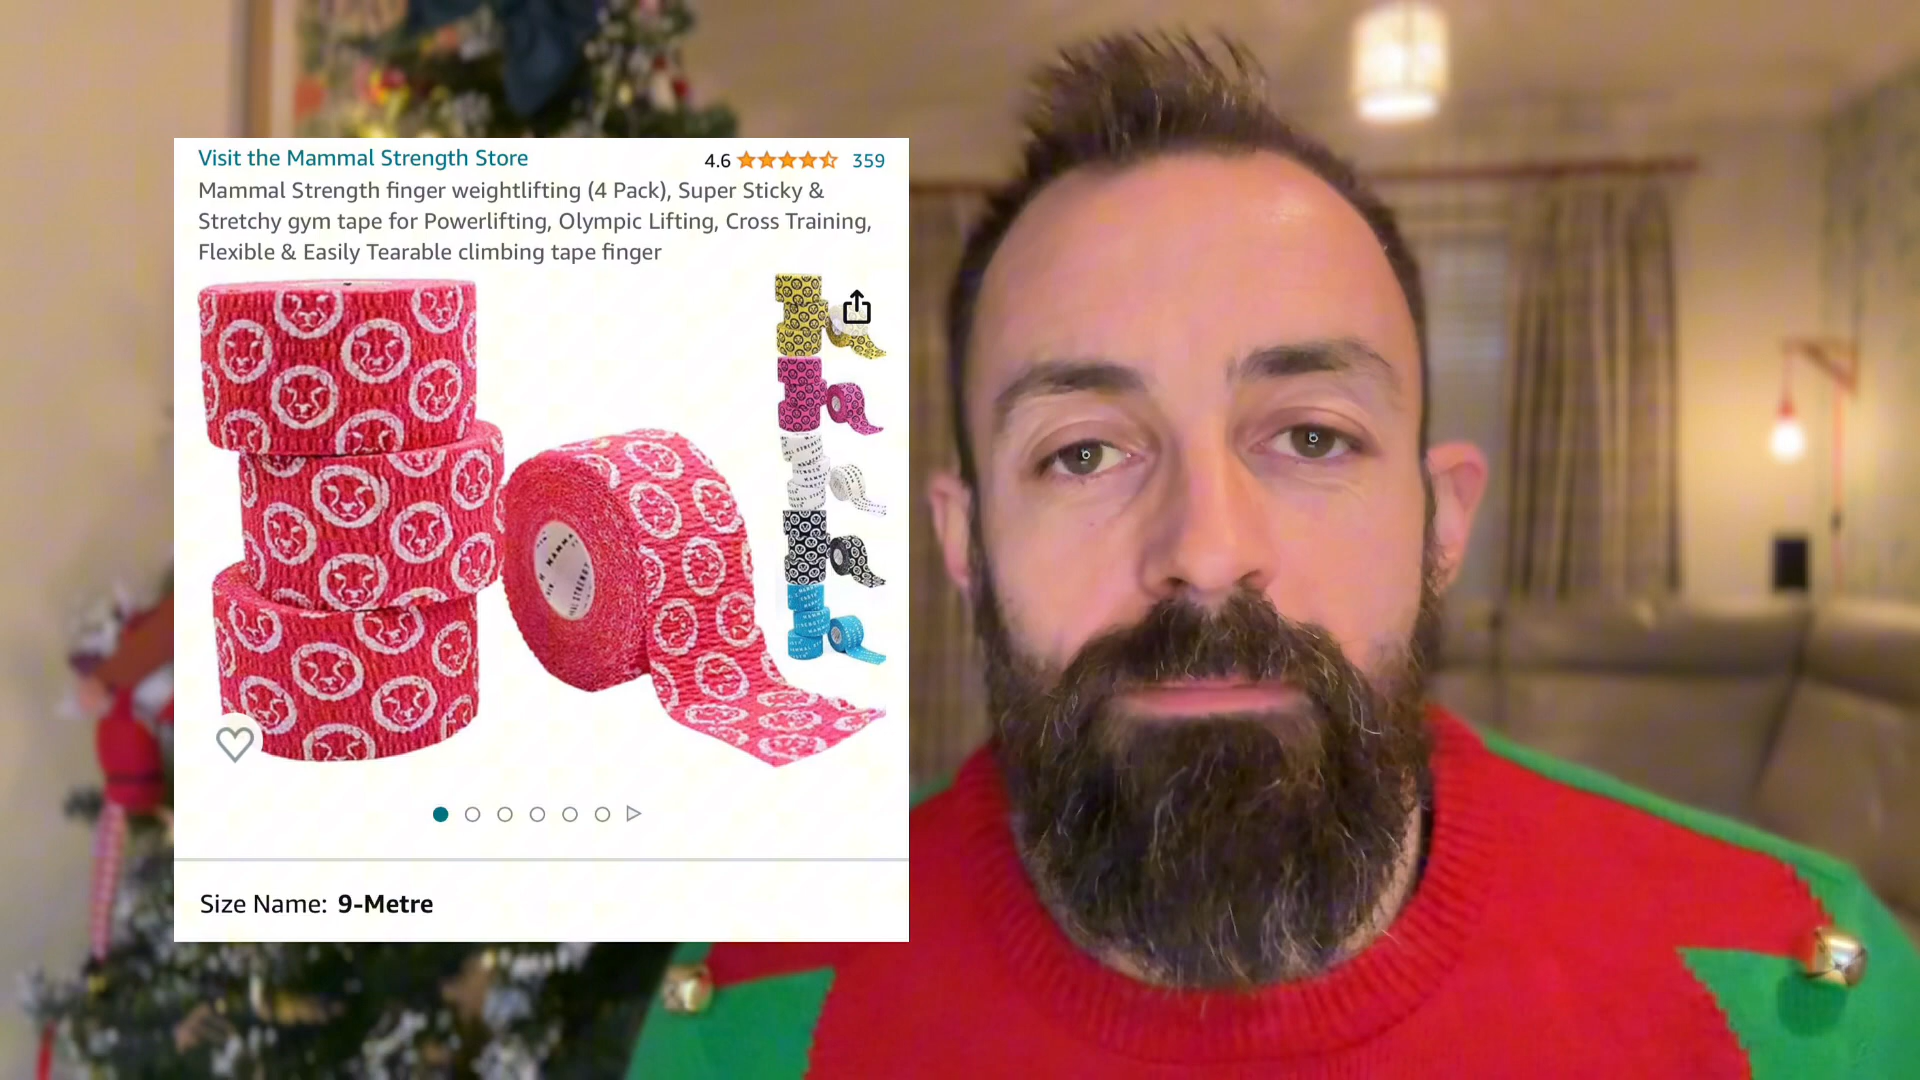 Visit the Mammal Strength Store
4.6 359
Mammal Strength finger weightlifting (4 Pack), Super Sticky &
Stretchy gym tape for Powerlifting, Olympic Lifting, Cross Training,
Flexible & Easily Tearable climbing tape finger
Size Name: 9-Metre